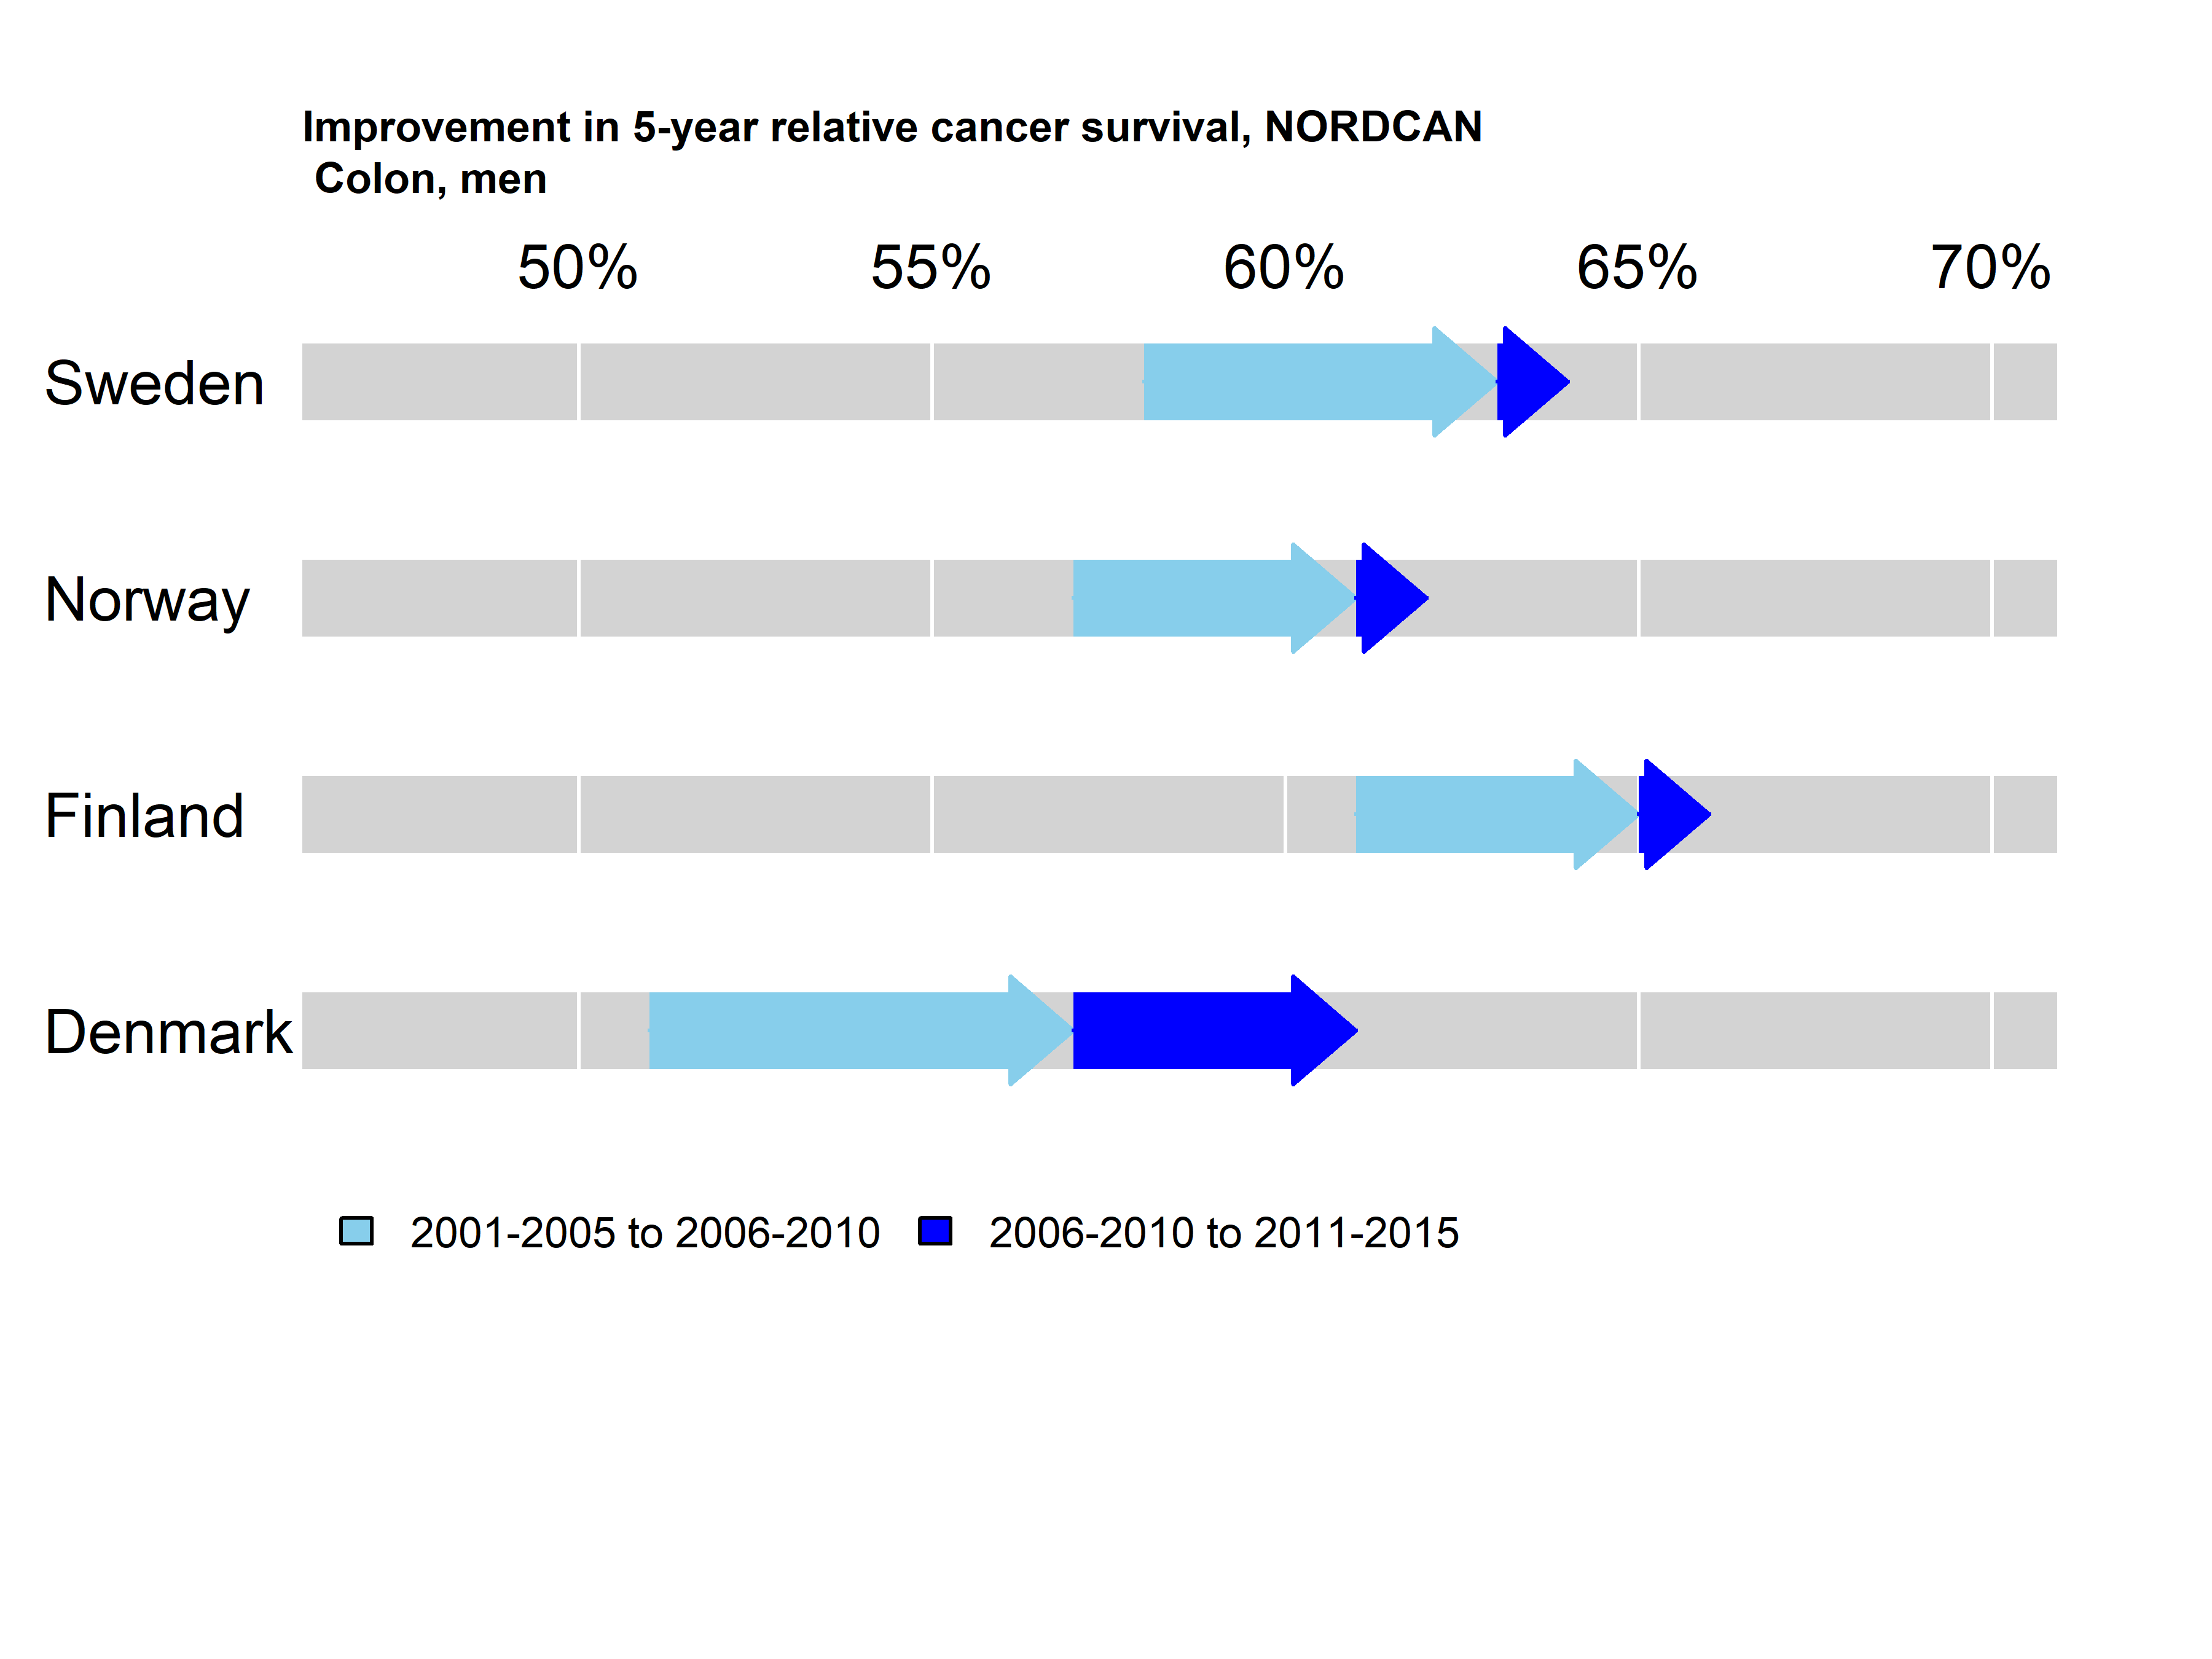 Improvement in 5-year relative cancer survival, NORDCAN
Colon, men
50% 55% 60% 65% 70%
Sweden
Norway
Finland
Denmark
2001-2005 to 2006-2010 2006-2010 to 2011-2015